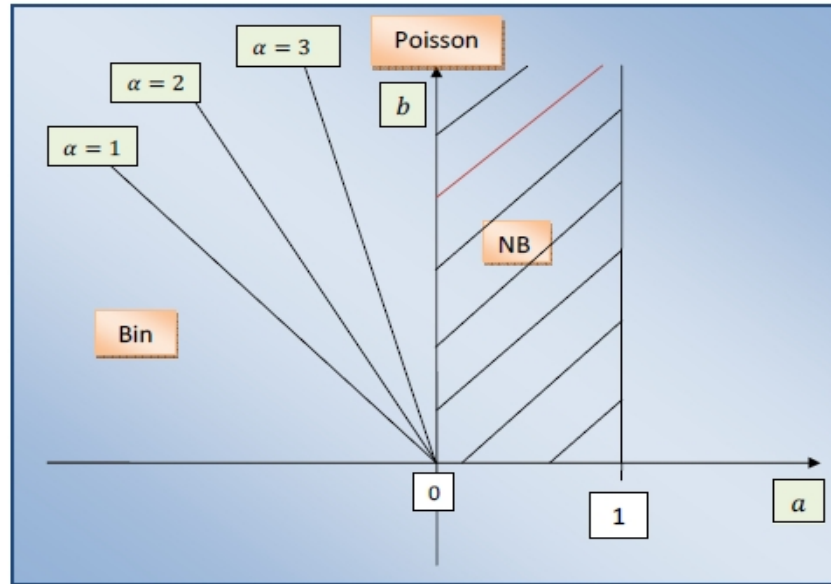 Poisson
α = 3
α = 2
b
α = 1
NB
Bin
0
1
a